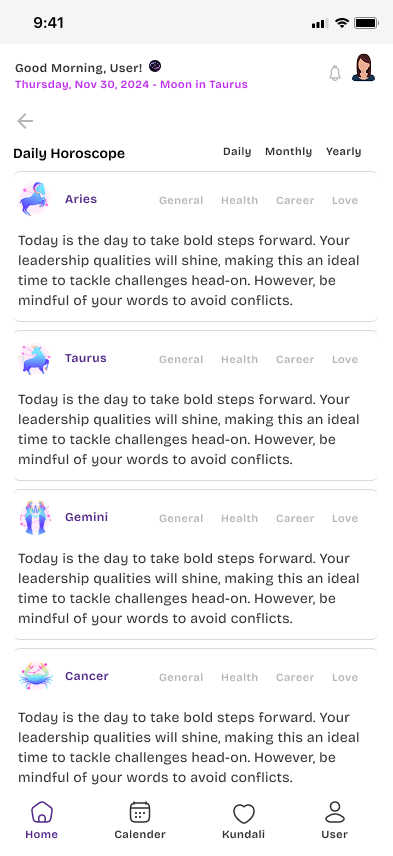 9:41
Good Morning, User!
Thursday, Nov 30, 2024 - Moon in Taurus
Daily Horoscope Daily Monthly Yearly
Aries General Health Career Love
Today is the day to take bold steps forward. Your
leadership qualities will shine, making this an ideal
time to tackle challenges head-on. However, be
mindful of your words to avoid conflicts.
Taurus General Health Career Love
Today is the day to take bold steps forward. Your
leadership qualities will shine, making this an ideal
time to tackle challenges head-on. However, be
mindful of your words to avoid conflicts.
Gemini General Health Career Love
Today is the day to take bold steps forward. Your
leadership qualities will shine, making this an ideal
time to tackle challenges head-on. However, be
mindful of your words to avoid conflicts.
Cancer General Health Career Love
Today is the day to take bold steps forward. Your
leadership qualities will shine, making this an ideal
time to tackle challenges head-on. However, be
mindful of your words to avoid conflicts.
Home Calender Kundali User